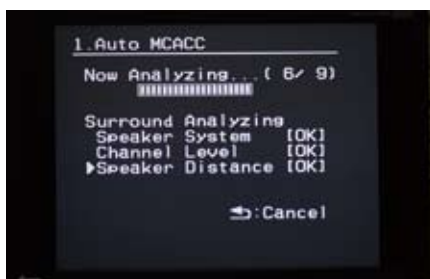 1.Auto MCACC
Now Analyzing...( 6/ 9)
Surround Analyzing
Speaker System [OK]
Channel Level [OK]
▶Speaker Distance [OK]
⮌:Cancel